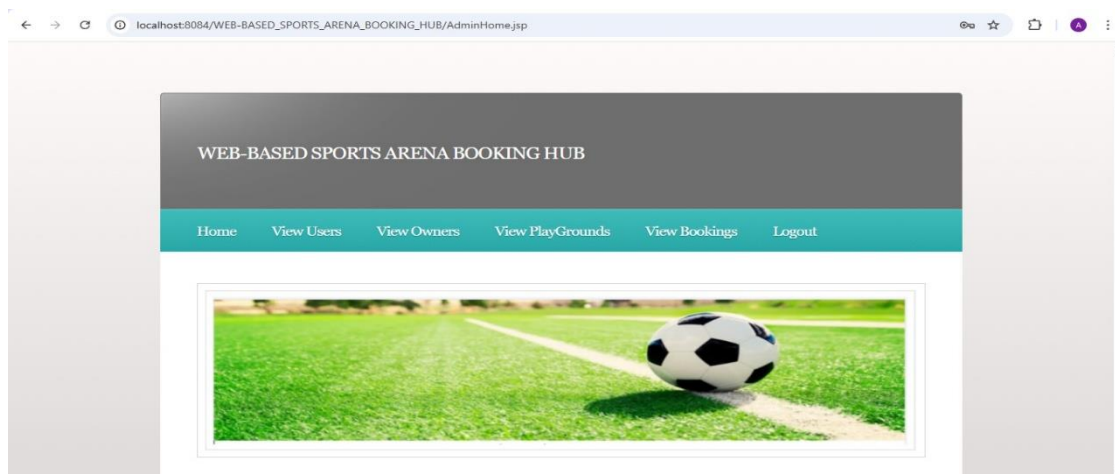 localhost:8084/WEB-BASED_SPORTS_ARENA_BOOKING_HUB/AdminHome.jsp
A
WEB-BASED SPORTS ARENA BOOKING HUB
Home View Users View Owners View PlayGrounds View Bookings Logout